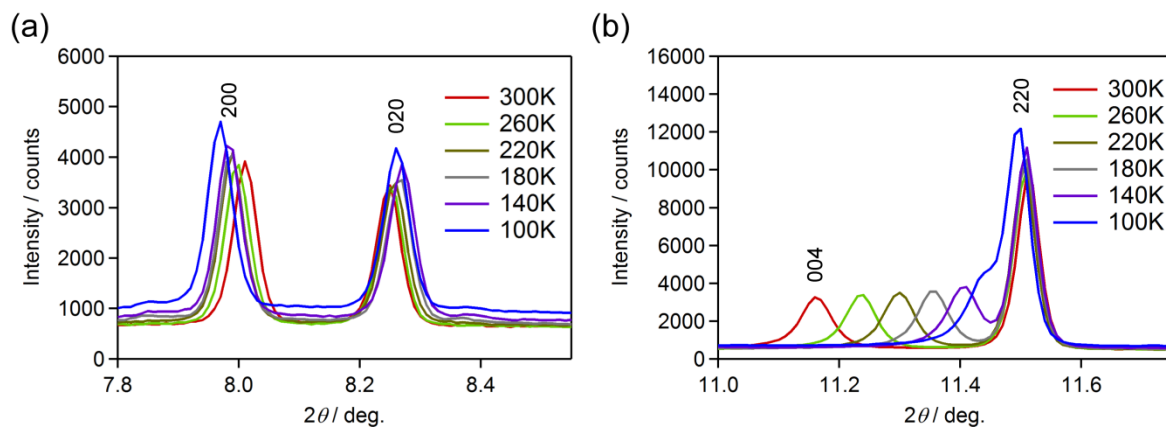 (a)
6000
5000
4000
3000
2000
1000
0
Intensity / counts
200
020
300K
260K
220K
180K
140K
100K
7.8
8.0
8.2
8.4
2θ / deg.
(b)
16000
14000
12000
10000
8000
6000
4000
2000
0
Intensity / counts
004
220
300K
260K
220K
180K
140K
100K
11.0
11.2
11.4
11.6
2θ / deg.